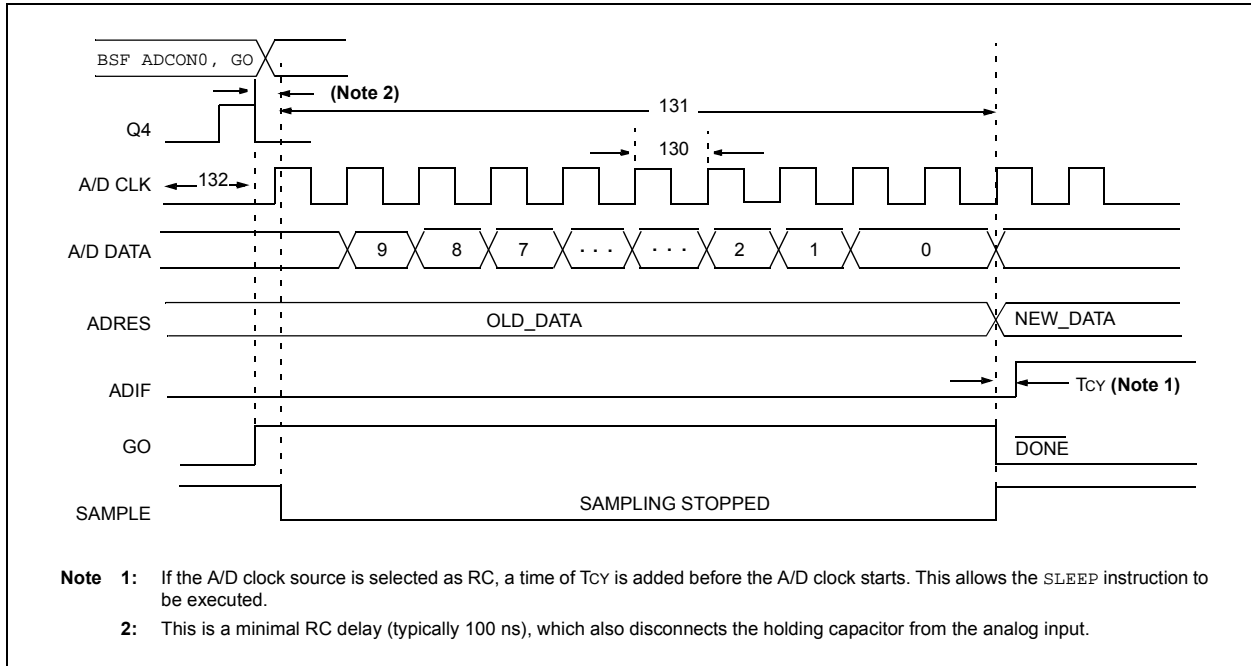 BSF ADCON0, GO
(Note 2)
131
Q4
130
A/D CLK
132
A/D DATA
9 8 7 · · · · · · 2 1 0
ADRES
OLD_DATA
NEW_DATA
ADIF
TCY (Note 1)
GO
DONE
SAMPLE
SAMPLING STOPPED
Note 1: If the A/D clock source is selected as RC, a time of TCY is added before the A/D clock starts. This allows the SLEEP instruction to
be executed.
2: This is a minimal RC delay (typically 100 ns), which also disconnects the holding capacitor from the analog input.